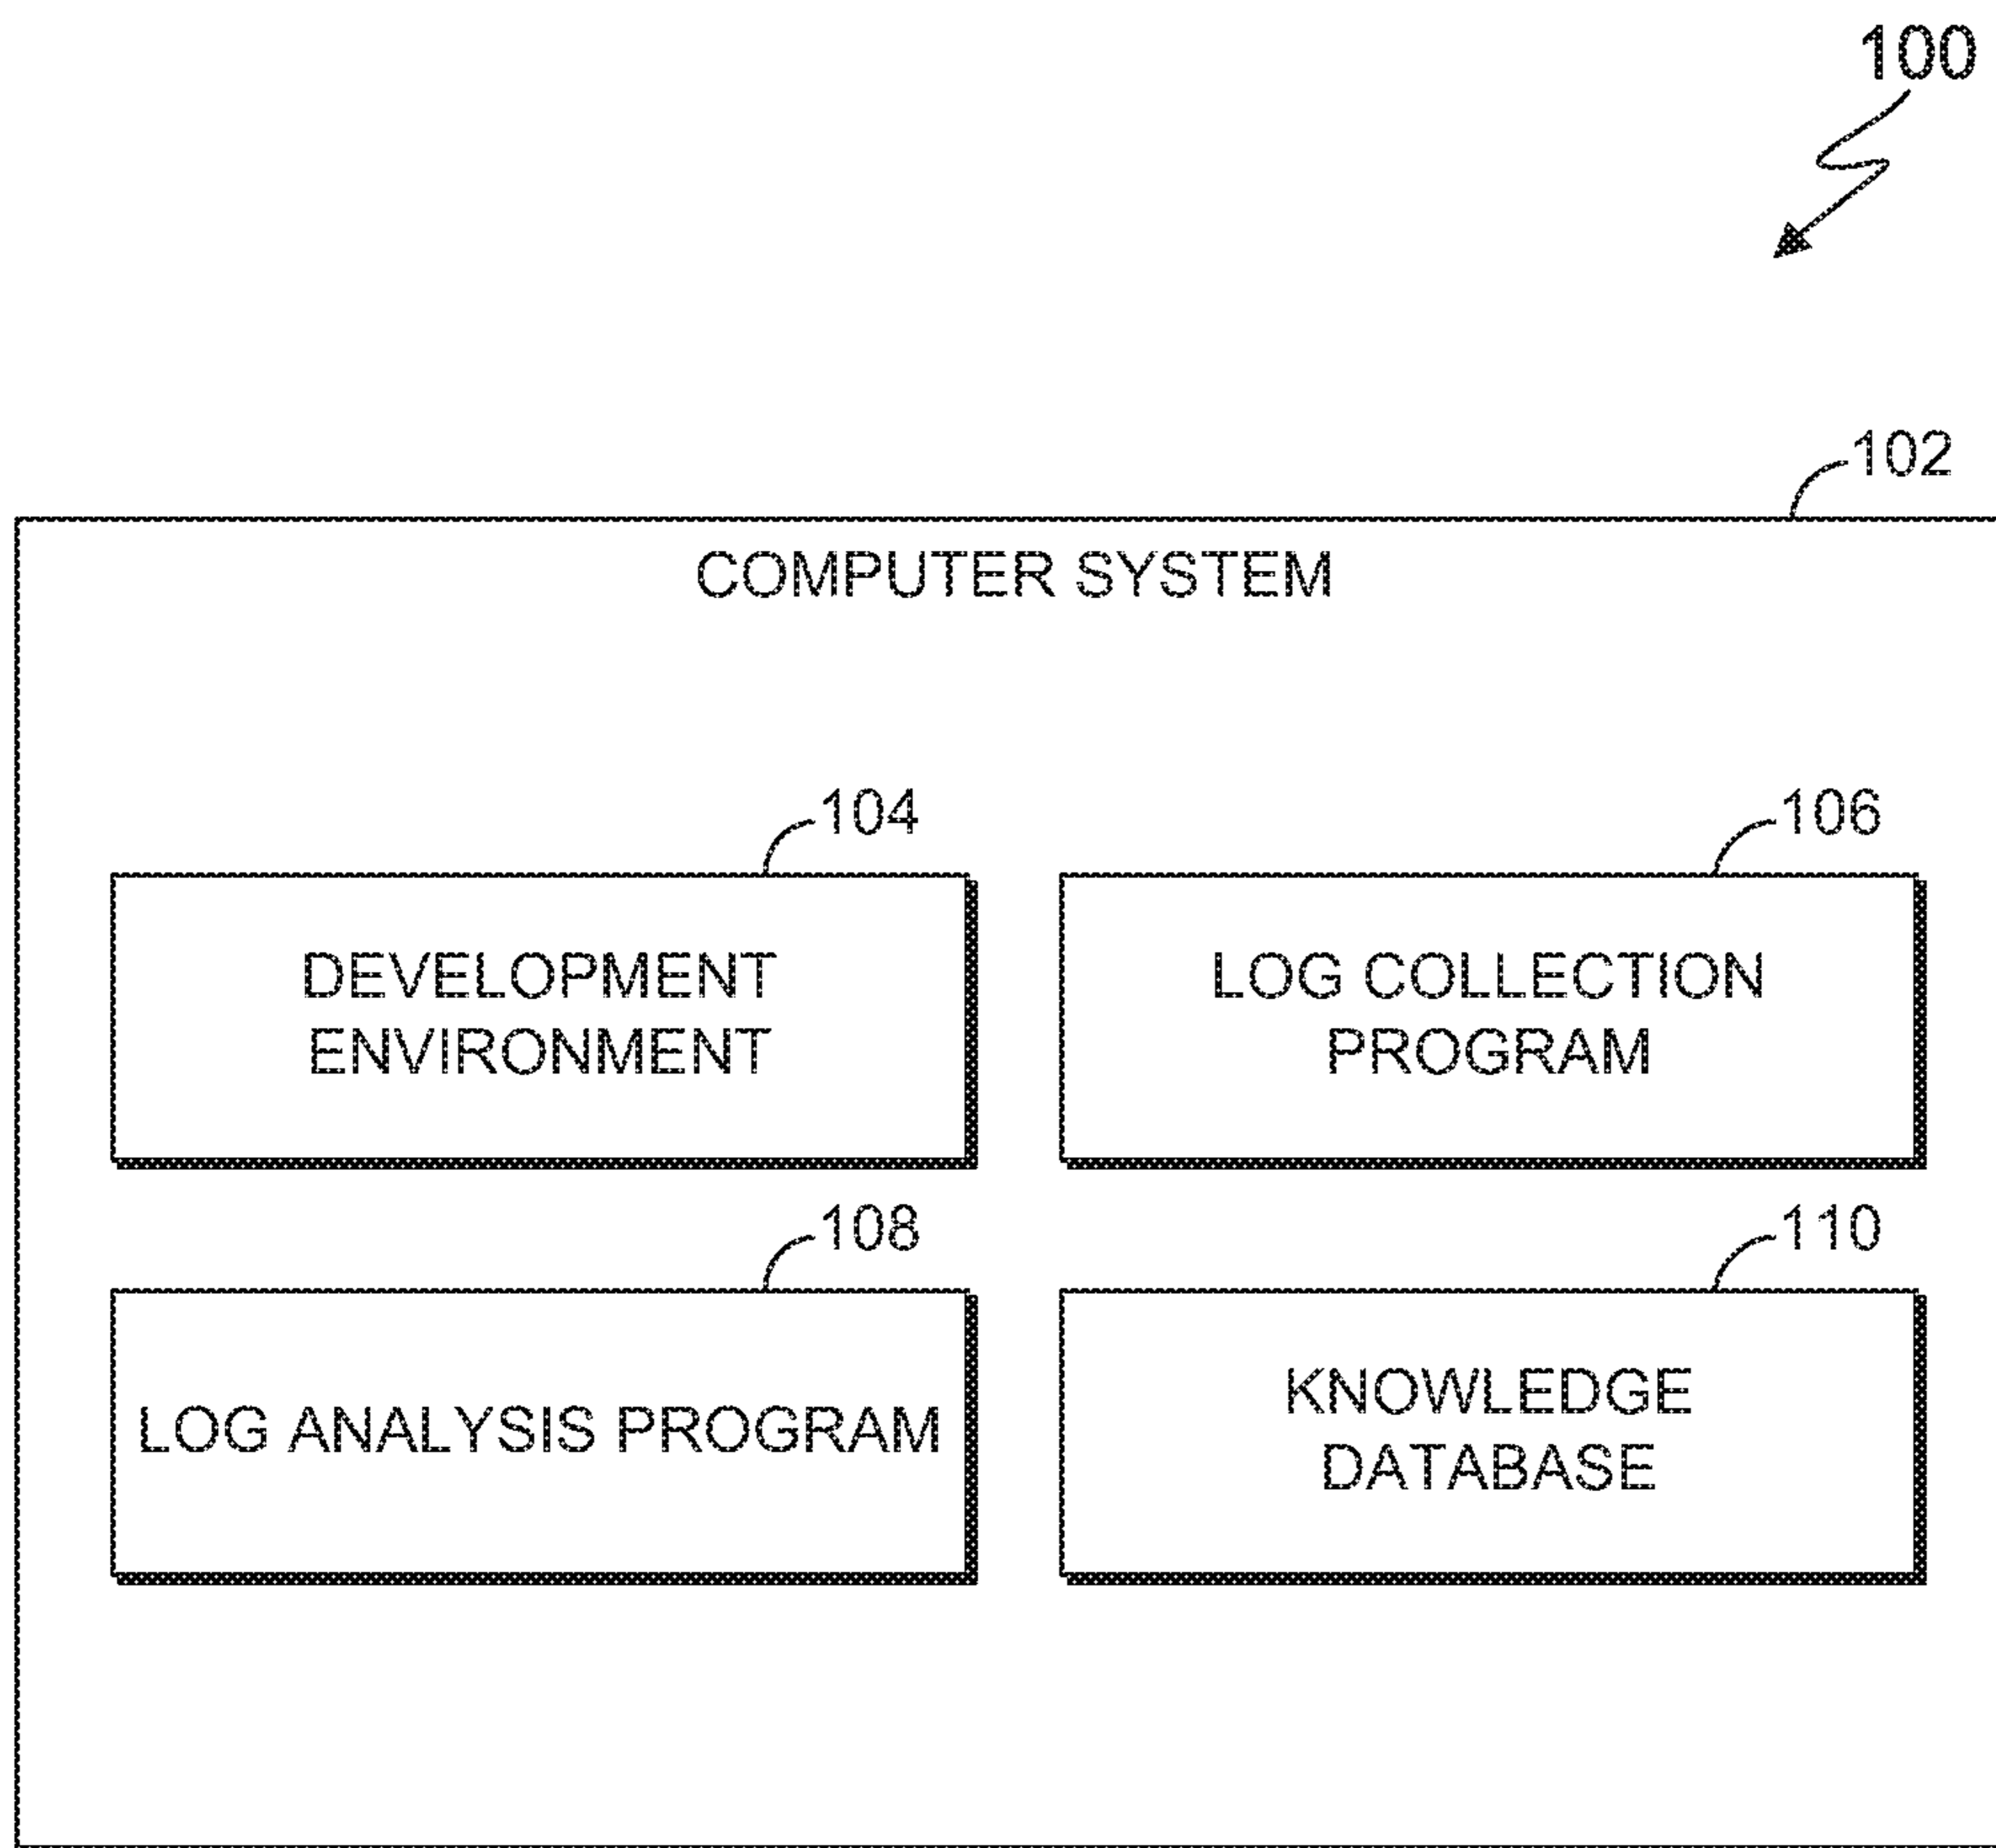 100
102
COMPUTER SYSTEM
104
106
DEVELOPMENT
ENVIRONMENT
LOG COLLECTION
PROGRAM
108
110
LOG ANALYSIS PROGRAM
KNOWLEDGE
DATABASE